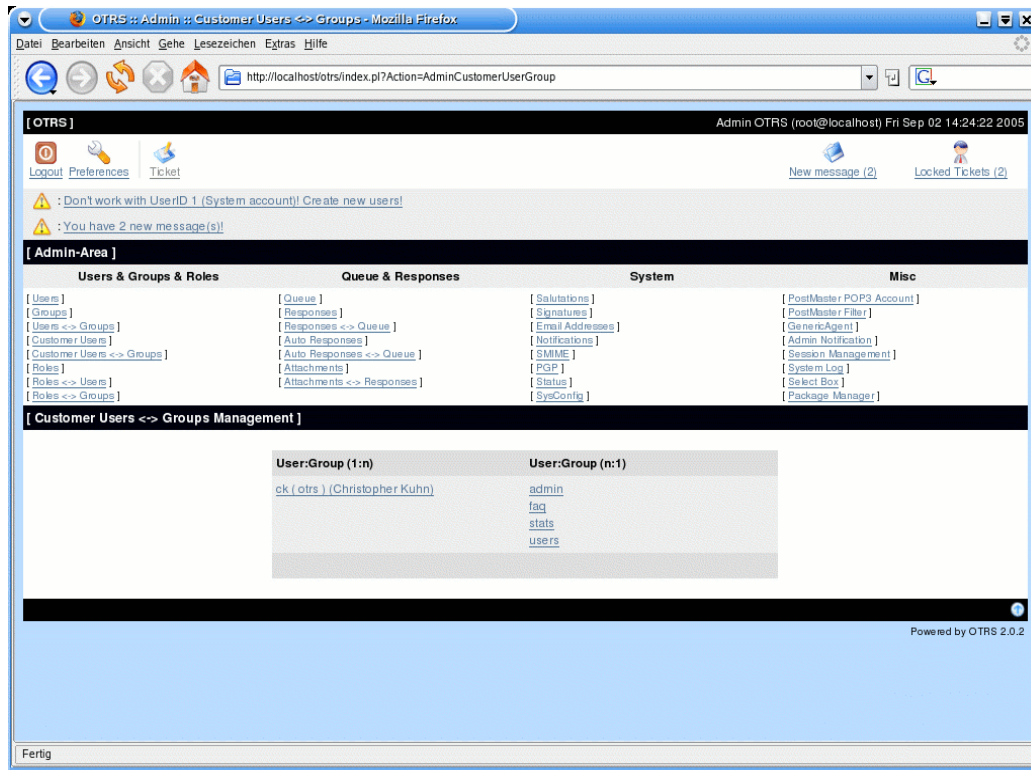 OTRS :: Admin :: Customer Users <-> Groups - Mozilla Firefox
Datei Bearbeiten Ansicht Gehe Lesezeichen Extras Hilfe
http://localhost/otrs/index.pl?Action=AdminCustomerUserGroup
G
[ OTRS ] Admin OTRS (root@localhost) Fri Sep 02 14:24:22 2005
Logout Preferences Ticket New message (2) Locked Tickets (2)
: Don't work with UserID 1 (System account)! Create new users!
: You have 2 new message(s)!
[ Admin-Area ]
Users & Groups & Roles Queue & Responses System Misc
[ Users ] [ Queue ] [ Salutations ] [ PostMaster POP3 Account ]
[ Groups ] [ Responses ] [ Signatures ] [ PostMaster Filter ]
[ Users <-> Groups ] [ Responses <-> Queue ] [ Email Addresses ] [ GenericAgent ]
[ Customer Users ] [ Auto Responses ] [ Notifications ] [ Admin Notification ]
[ Customer Users <-> Groups ] [ Auto Responses <-> Queue ] [ SMIME ] [ Session Management ]
[ Roles ] [ Attachments ] [ PGP ] [ System Log ]
[ Roles <-> Users ] [ Attachments <-> Responses ] [ Status ] [ Select Box ]
[ Roles <-> Groups ] [ SysConfig ] [ Package Manager ]
[ Customer Users <-> Groups Management ]
User:Group (1:n) User:Group (n:1)
ck ( otrs ) (Christopher Kuhn) admin
faq
stats
users
Powered by OTRS 2.0.2
Fertig